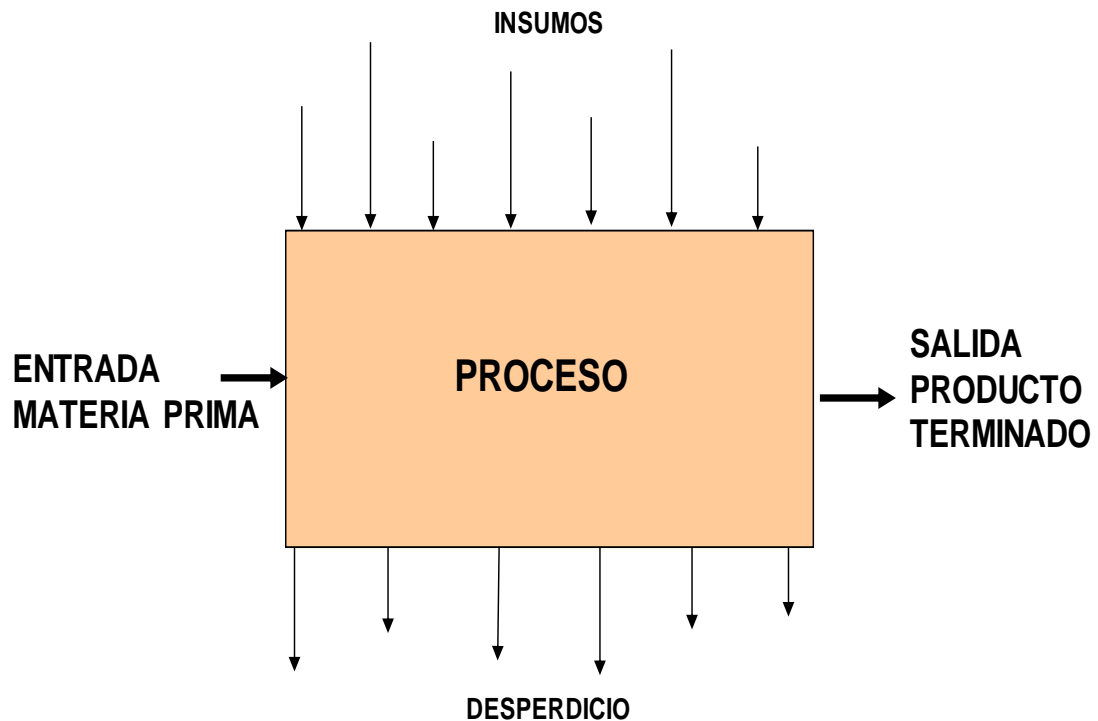 INSUMOS
ENTRADA
MATERIA PRIMA
PROCESO
SALIDA
PRODUCTO
TERMINADO
DESPERDICIO